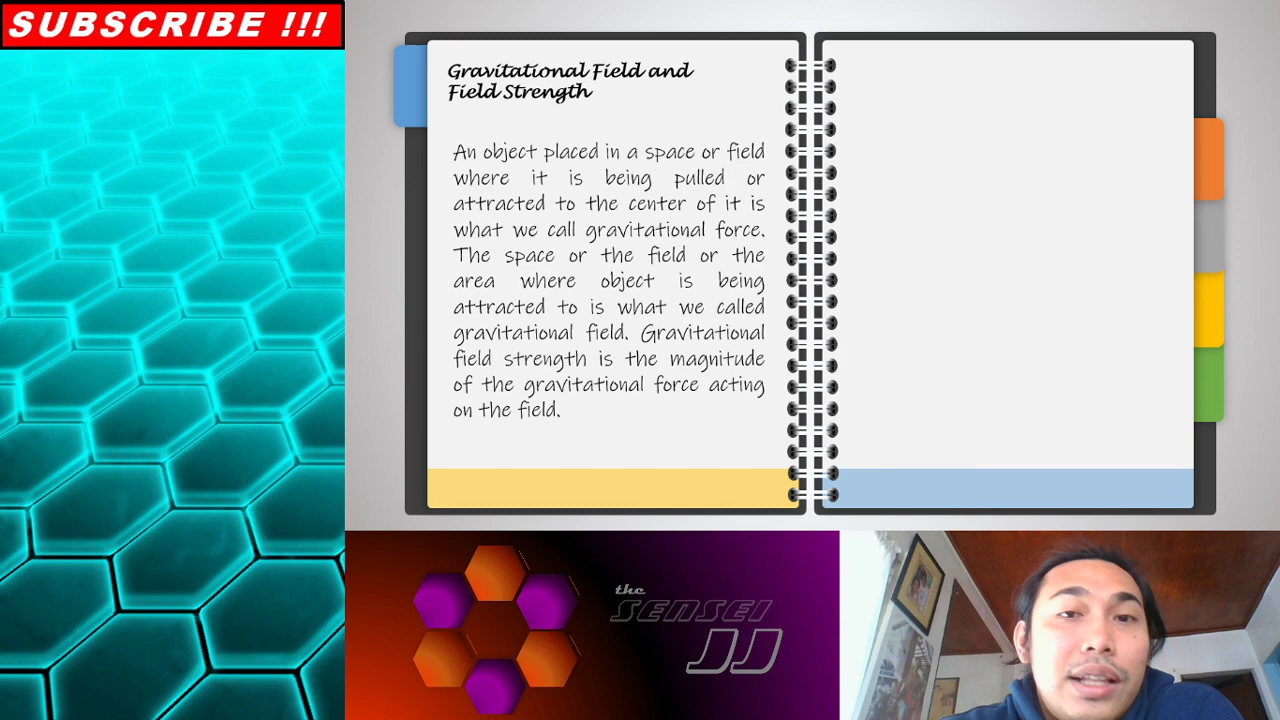 SUBSCRIBE !!!
Gravitational Field and
Field Strength
An object placed in a space or field
where it is being pulled or
attracted to the center of it is
what we call gravitational force.
The space or the field or the
area where object is being
attracted to is what we called
gravitational field. Gravitational
field strength is the magnitude
of the gravitational force acting
on the field.
the
SENSEI
JJ